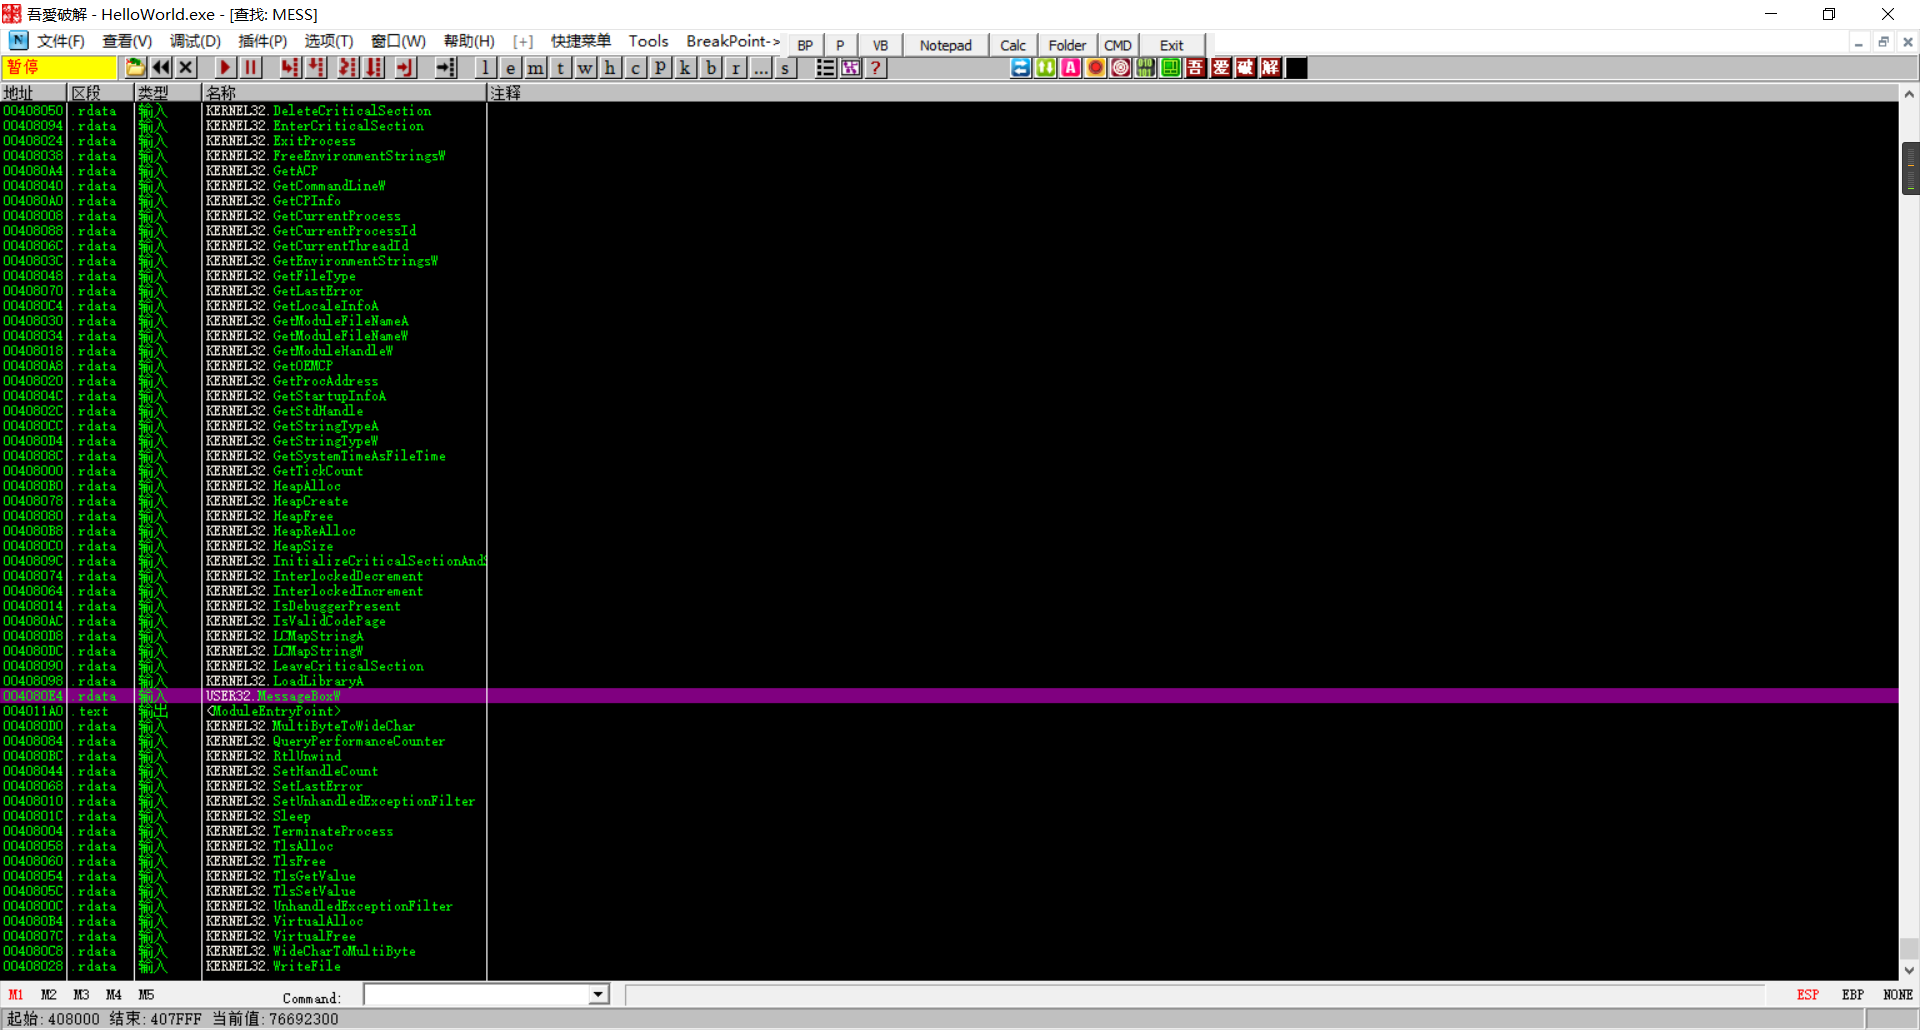 吾愛破解 - HelloWorld.exe - [查找: MESS]
文件(F) 查看(V) 调试(D) 插件(P) 选项(T) 窗口(W) 帮助(H) [+] 快捷菜单 Tools BreakPoint-> BP P VB Notepad Calc Folder CMD Exit
暂停 l e m t w h c p k b r ... s ? A 吾 爱 破 解
地址 区段 类型 名称 注释
00408050 .rdata 输入 KERNEL32.DeleteCriticalSection
00408094 .rdata 输入 KERNEL32.EnterCriticalSection
00408024 .rdata 输入 KERNEL32.ExitProcess
00408038 .rdata 输入 KERNEL32.FreeEnvironmentStringsW
004080A4 .rdata 输入 KERNEL32.GetACP
00408040 .rdata 输入 KERNEL32.GetCommandLineW
004080A0 .rdata 输入 KERNEL32.GetCPInfo
00408008 .rdata 输入 KERNEL32.GetCurrentProcess
00408088 .rdata 输入 KERNEL32.GetCurrentProcessId
0040806C .rdata 输入 KERNEL32.GetCurrentThreadId
0040803C .rdata 输入 KERNEL32.GetEnvironmentStringsW
00408048 .rdata 输入 KERNEL32.GetFileType
00408070 .rdata 输入 KERNEL32.GetLastError
004080C4 .rdata 输入 KERNEL32.GetLocaleInfoA
00408030 .rdata 输入 KERNEL32.GetModuleFileNameA
00408034 .rdata 输入 KERNEL32.GetModuleFileNameW
00408018 .rdata 输入 KERNEL32.GetModuleHandleW
004080A8 .rdata 输入 KERNEL32.GetOEMCP
00408020 .rdata 输入 KERNEL32.GetProcAddress
0040804C .rdata 输入 KERNEL32.GetStartupInfoA
0040802C .rdata 输入 KERNEL32.GetStdHandle
004080CC .rdata 输入 KERNEL32.GetStringTypeA
004080D4 .rdata 输入 KERNEL32.GetStringTypeW
0040808C .rdata 输入 KERNEL32.GetSystemTimeAsFileTime
00408000 .rdata 输入 KERNEL32.GetTickCount
004080B0 .rdata 输入 KERNEL32.HeapAlloc
00408078 .rdata 输入 KERNEL32.HeapCreate
00408080 .rdata 输入 KERNEL32.HeapFree
004080B8 .rdata 输入 KERNEL32.HeapReAlloc
004080C0 .rdata 输入 KERNEL32.HeapSize
0040809C .rdata 输入 KERNEL32.InitializeCriticalSectionAndS
00408074 .rdata 输入 KERNEL32.InterlockedDecrement
00408064 .rdata 输入 KERNEL32.InterlockedIncrement
00408014 .rdata 输入 KERNEL32.IsDebuggerPresent
004080AC .rdata 输入 KERNEL32.IsValidCodePage
004080D8 .rdata 输入 KERNEL32.LCMapStringA
004080DC .rdata 输入 KERNEL32.LCMapStringW
00408090 .rdata 输入 KERNEL32.LeaveCriticalSection
00408098 .rdata 输入 KERNEL32.LoadLibraryA
004080E4 .rdata 输入 USER32.MessageBoxW
004011A0 .text 输出 <ModuleEntryPoint>
004080D0 .rdata 输入 KERNEL32.MultiByteToWideChar
00408084 .rdata 输入 KERNEL32.QueryPerformanceCounter
004080BC .rdata 输入 KERNEL32.RtlUnwind
00408044 .rdata 输入 KERNEL32.SetHandleCount
00408068 .rdata 输入 KERNEL32.SetLastError
00408010 .rdata 输入 KERNEL32.SetUnhandledExceptionFilter
0040801C .rdata 输入 KERNEL32.Sleep
00408004 .rdata 输入 KERNEL32.TerminateProcess
00408058 .rdata 输入 KERNEL32.TlsAlloc
00408060 .rdata 输入 KERNEL32.TlsFree
00408054 .rdata 输入 KERNEL32.TlsGetValue
0040805C .rdata 输入 KERNEL32.TlsSetValue
0040800C .rdata 输入 KERNEL32.UnhandledExceptionFilter
004080B4 .rdata 输入 KERNEL32.VirtualAlloc
0040807C .rdata 输入 KERNEL32.VirtualFree
004080C8 .rdata 输入 KERNEL32.WideCharToMultiByte
00408028 .rdata 输入 KERNEL32.WriteFile
M1 M2 M3 M4 M5 Command: ESP EBP NONE
起始:408000 结束:407FFF 当前值:76692300